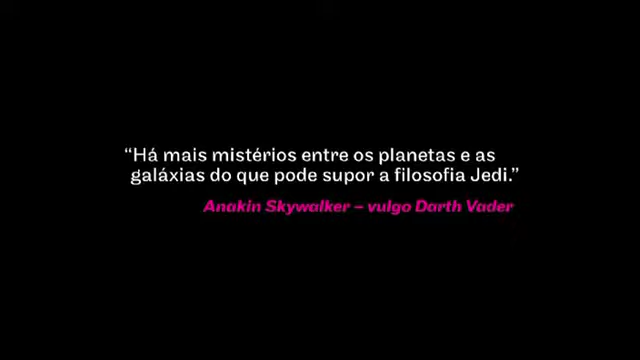 “Há mais mistérios entre os planetas e as
galáxias do que pode supor a filosofia Jedi.”
Anakin Skywalker – vulgo Darth Vader